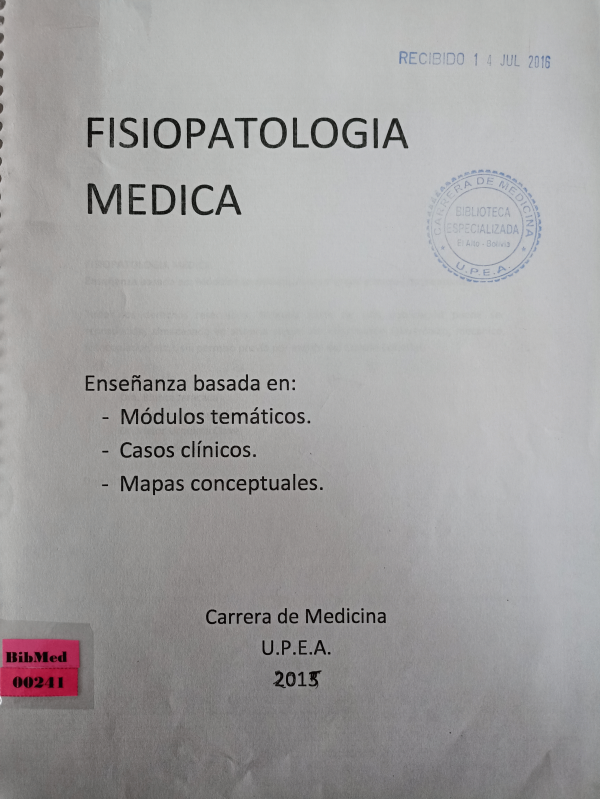 RECIBIDO 1 4 JUL 2016
FISIOPATOLOGIA
MEDICA
CARRERA DE MEDICINA
BIBLIOTECA
ESPECIALIZADA
El Alto - Bolivia
U.P.E.A.
Enseñanza basada en:
- Módulos temáticos.
- Casos clínicos.
- Mapas conceptuales.
Carrera de Medicina
U.P.E.A.
2015
BibMed
00241